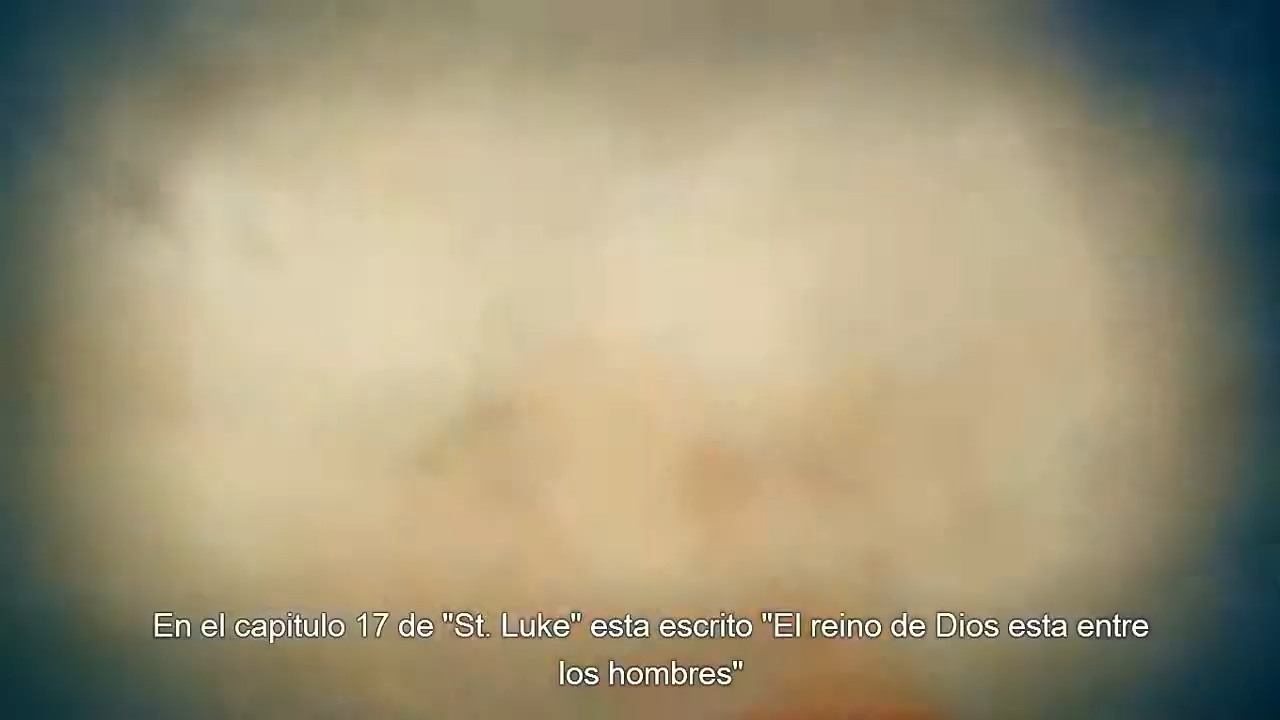 En el capitulo 17 de "St. Luke" esta escrito "El reino de Dios esta entre
los hombres"